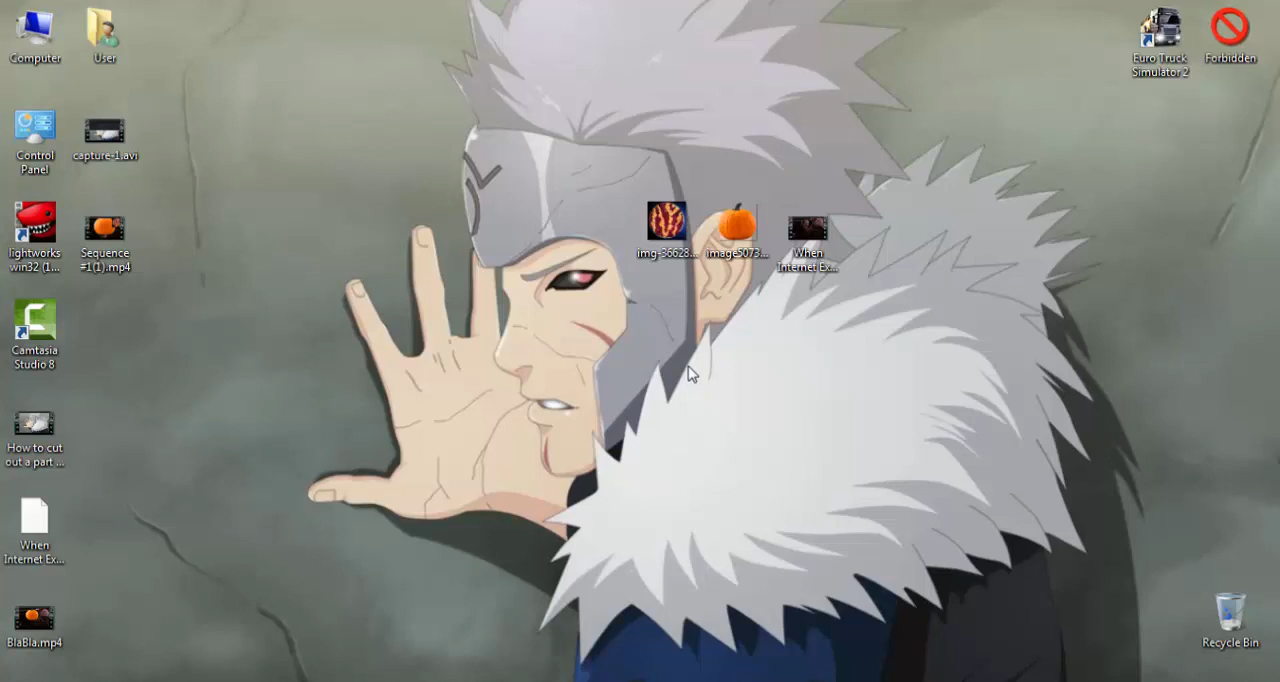 Computer
User
Euro Truck
Simulator 2
Forbidden
Control
Panel
capture-1.avi
lightworks
win32 (1...
Sequence
#1(1).mp4
img-36628...
image5073...
When
Internet Ex...
Camtasia
Studio 8
How to cut
out a part ...
When
Internet Ex...
BlaBla.mp4
Recycle Bin